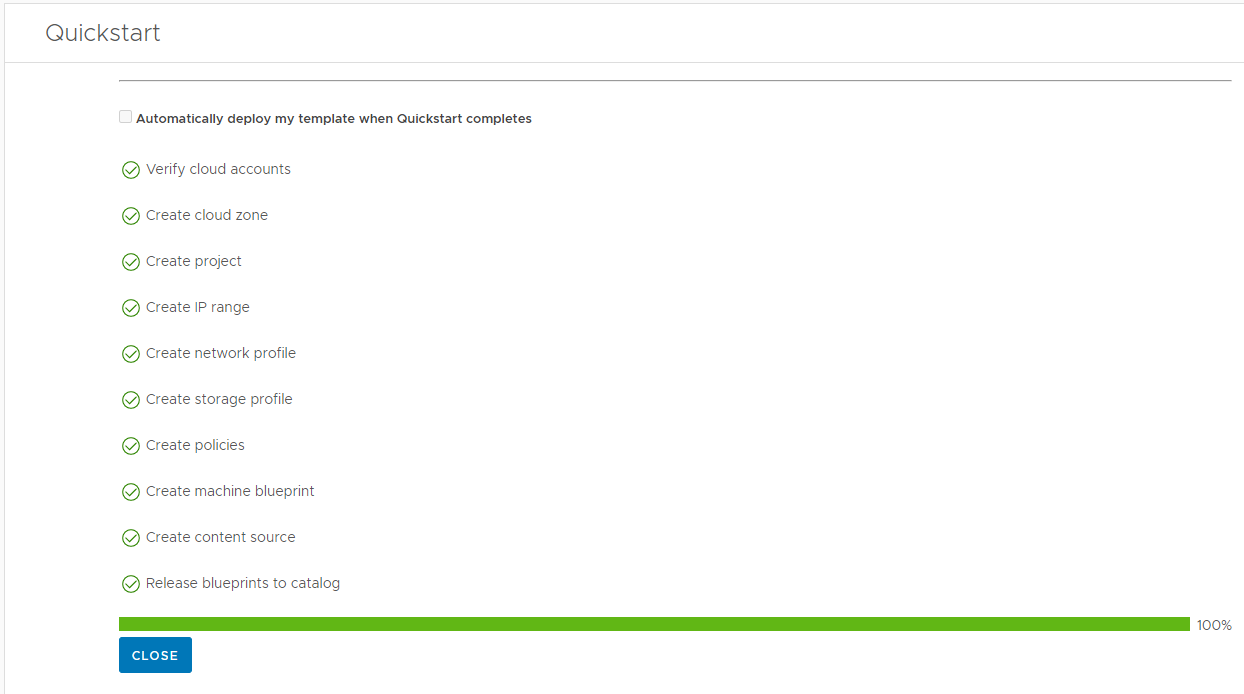 Quickstart
Automatically deploy my template when Quickstart completes
Verify cloud accounts
Create cloud zone
Create project
Create IP range
Create network profile
Create storage profile
Create policies
Create machine blueprint
Create content source
Release blueprints to catalog
100%
CLOSE